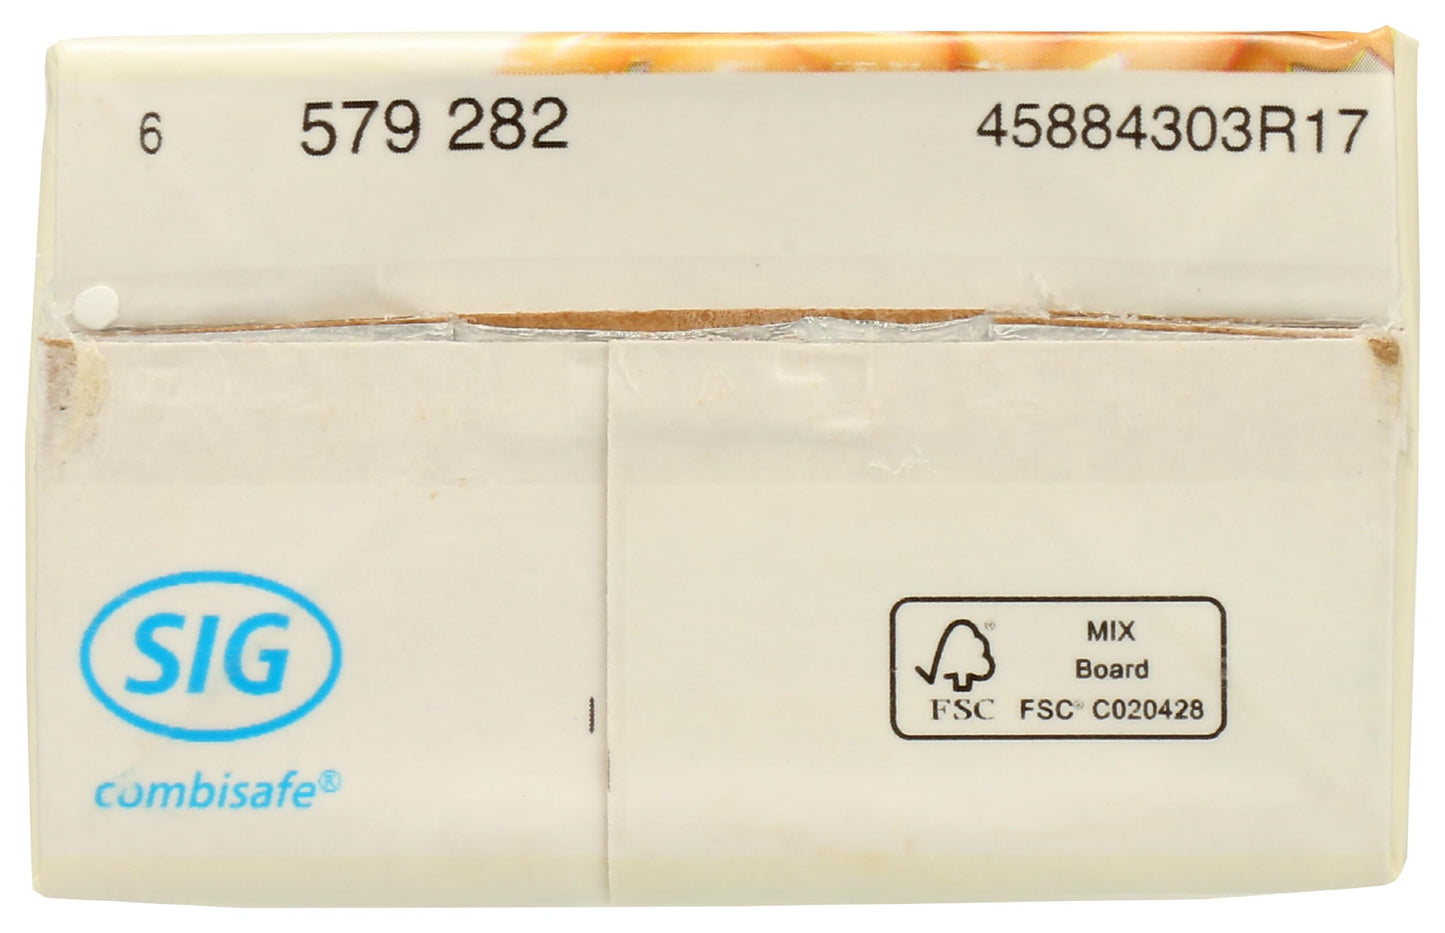 6 579 282 45884303R17
SIG
combisafe®
MIX
Board
FSC® C020428
FSC ®